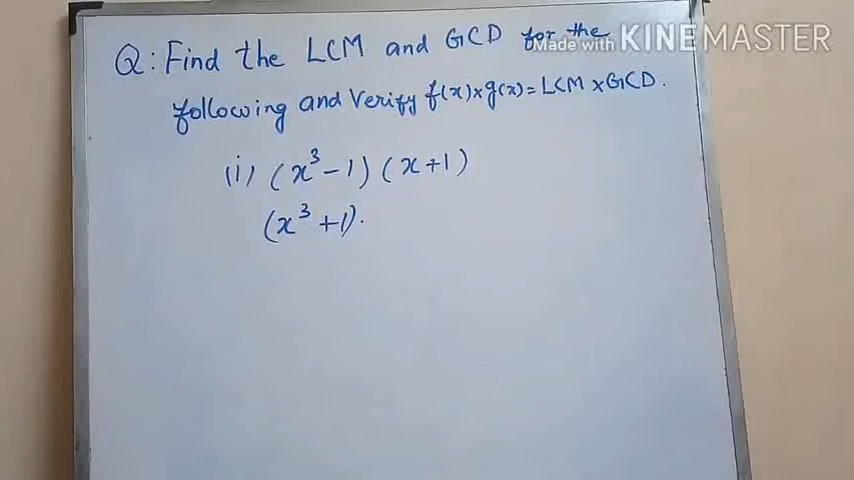 Q: Find the LCM and GCD for the
Made with KINEMASTER
following and Verify f(x)×g(x)=LCM×GCD.
(i) (x³-1)(x+1)
(x³+1).